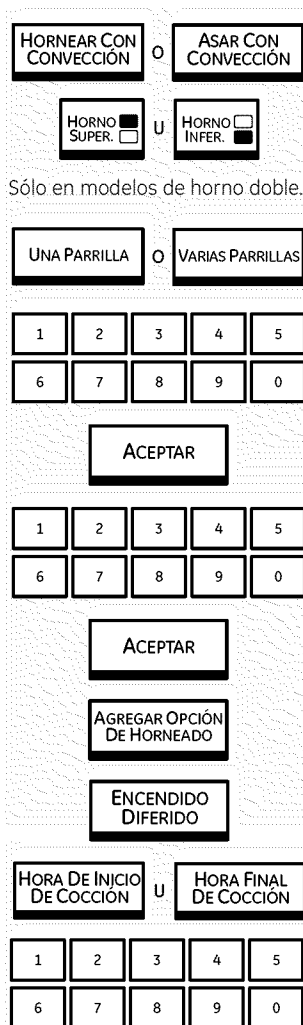 HORNEAR CON CONVECCIÓN O ASAR CON CONVECCIÓN
HORNO SUPER. U HORNO INFER.
Sólo en modelos de horno doble.
UNA PARRILLA O VARIAS PARRILLAS
1 2 3 4 5
6 7 8 9 0
ACEPTAR
1 2 3 4 5
6 7 8 9 0
ACEPTAR
AGREGAR OPCIÓN
DE HORNEADO
ENCENDIDO
DIFERIDO
HORA DE INICIO DE COCCIÓN U HORA FINAL DE COCCIÓN
1 2 3 4 5
6 7 8 9 0